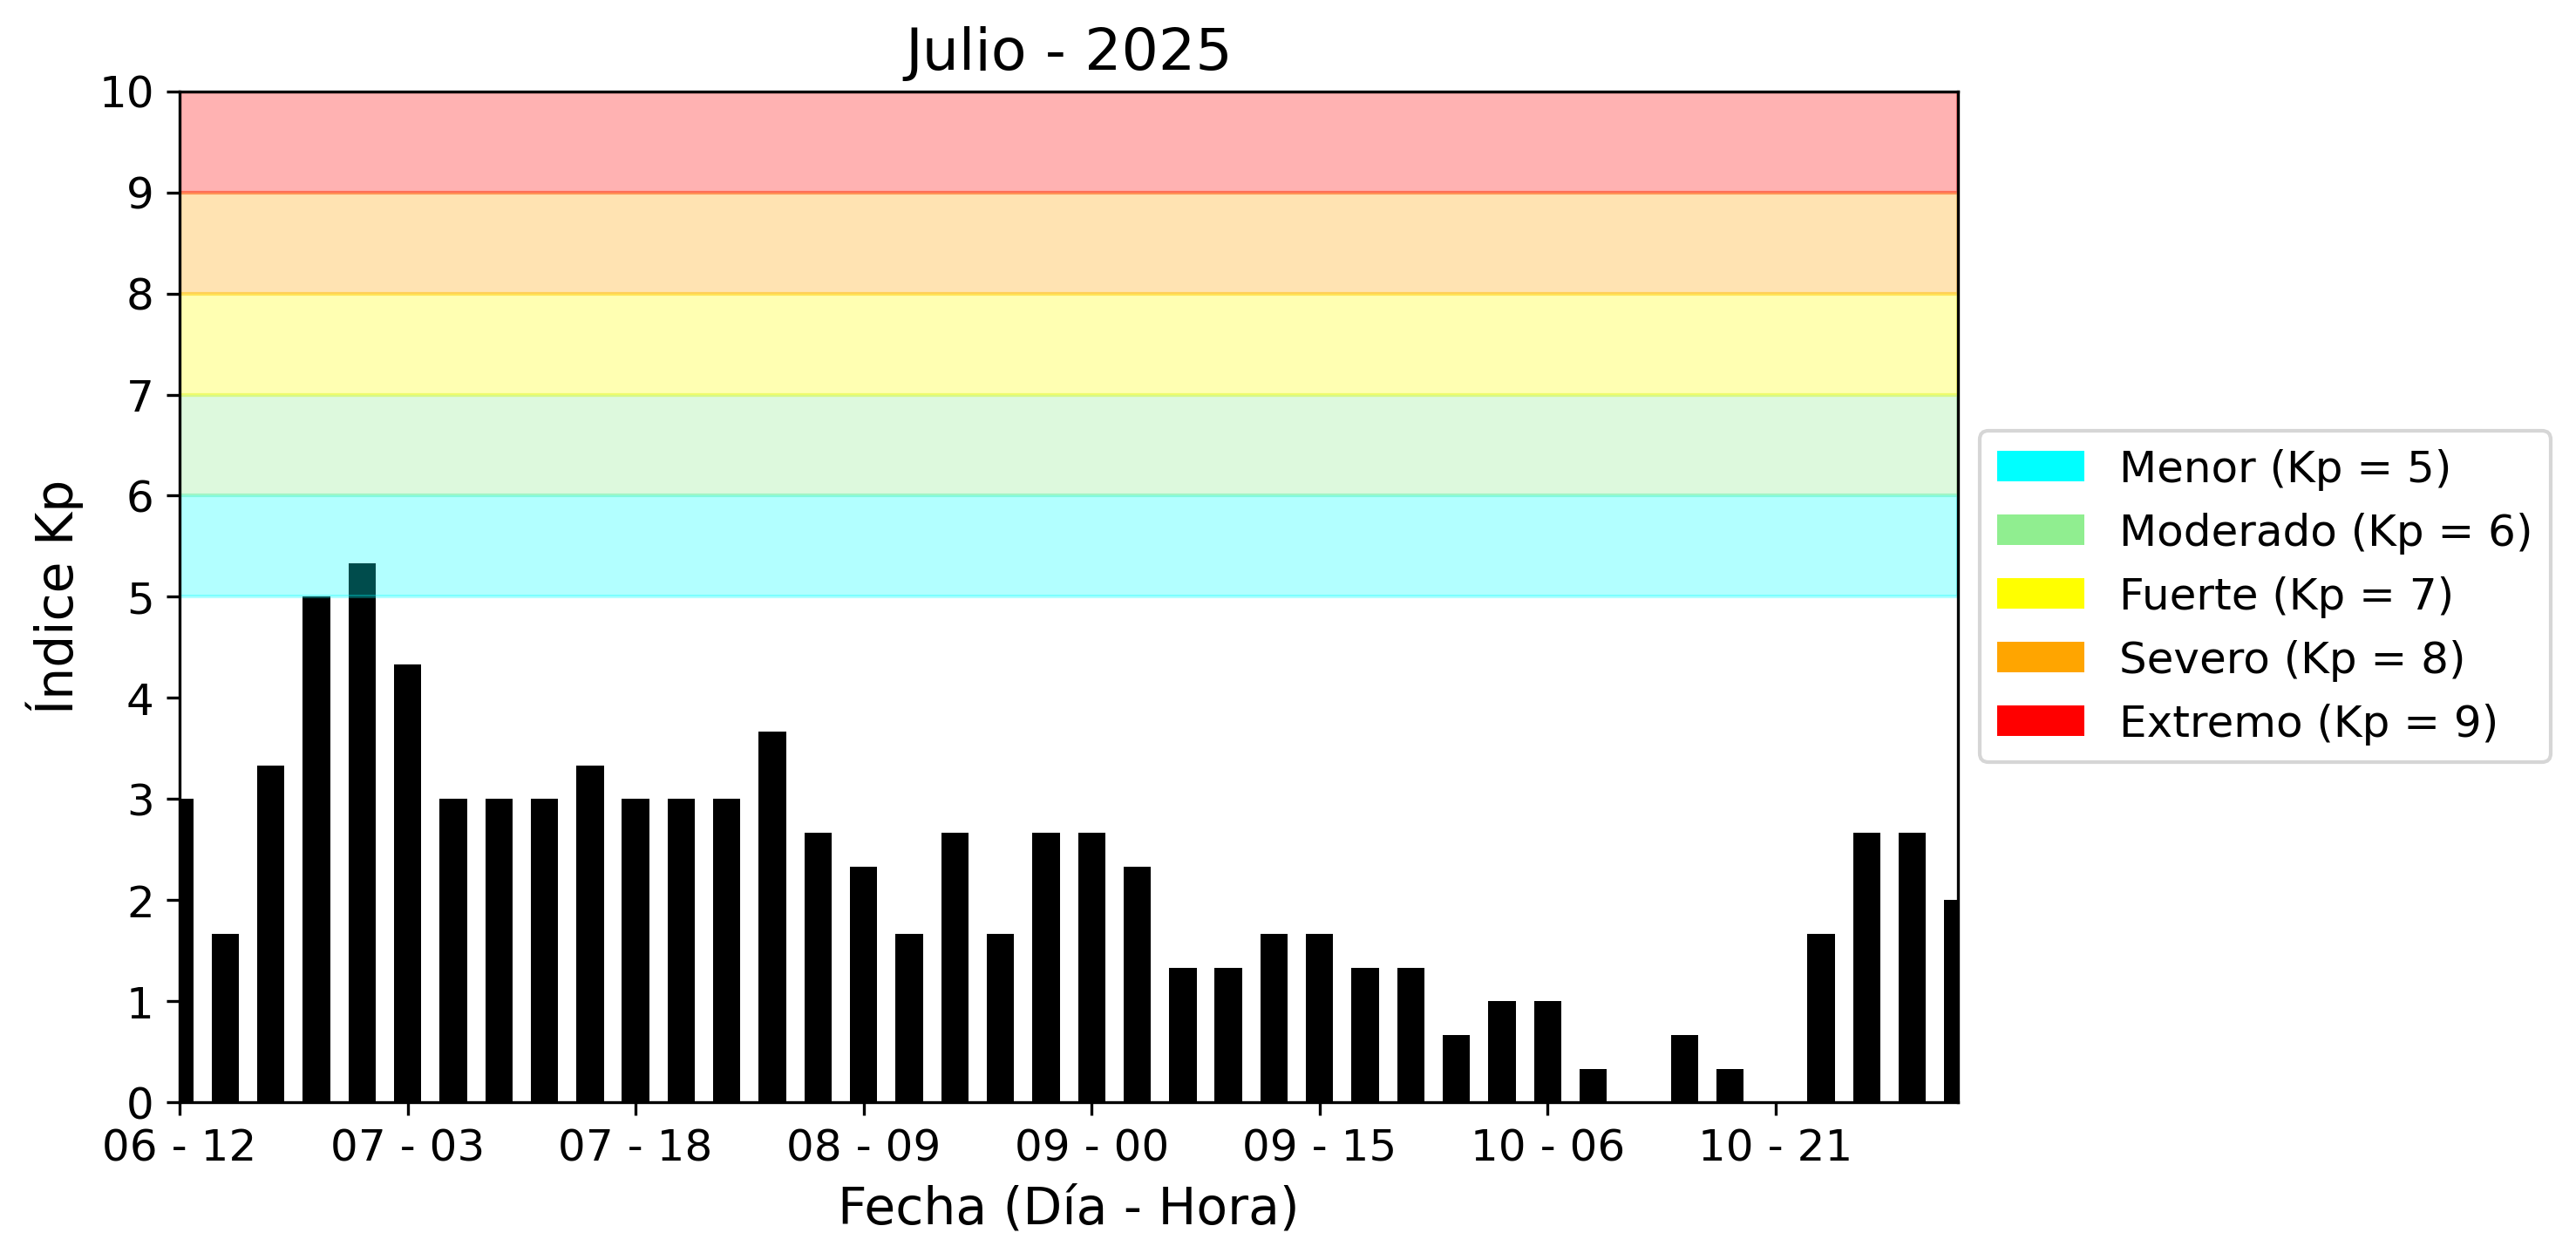 Julio - 2025
10
9
8
7
6
5
4
3
2
1
0
Índice Kp
06 - 12 07 - 03 07 - 18 08 - 09 09 - 00 09 - 15 10 - 06 10 - 21
Fecha (Día - Hora)
Menor (Kp = 5)
Moderado (Kp = 6)
Fuerte (Kp = 7)
Severo (Kp = 8)
Extremo (Kp = 9)